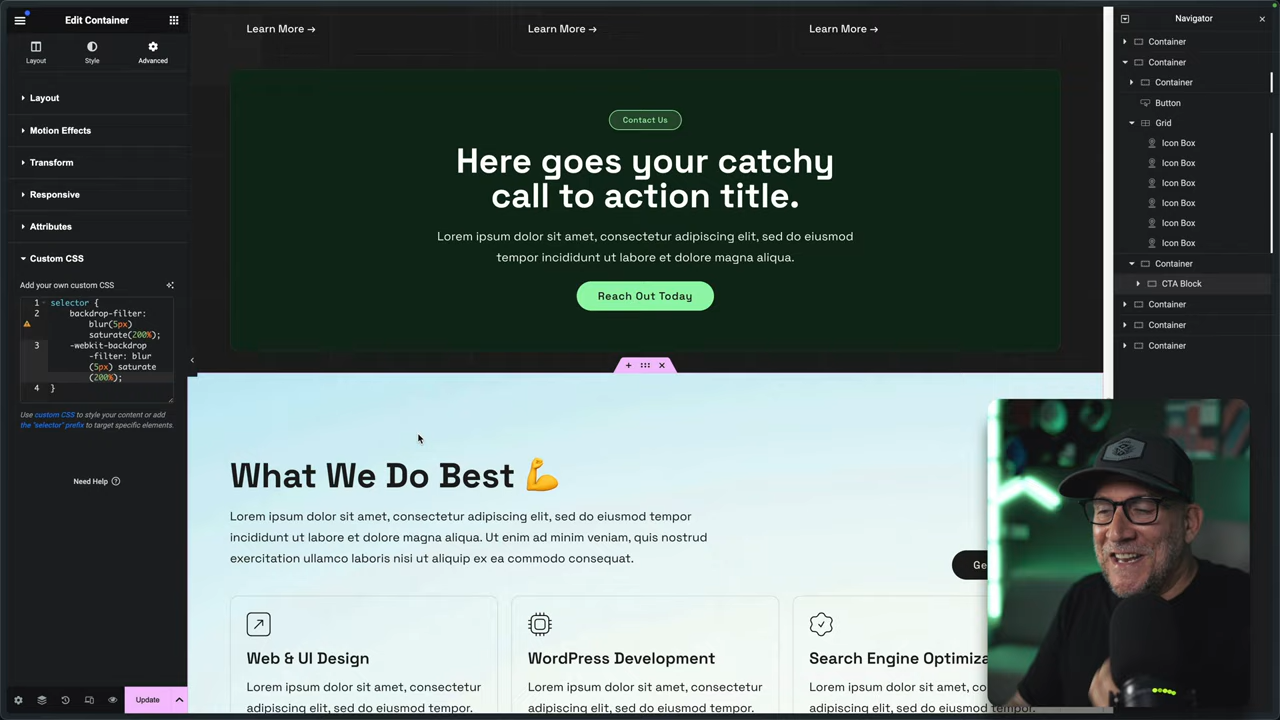 Edit Container
Layout
Style
Advanced
Layout
Motion Effects
Transform
Responsive
Attributes
Custom CSS
Add your own custom CSS
1 selector {
2 backdrop-filter:
blur(5px)
saturate(200%);
3 -webkit-backdrop
-filter: blur
(5px) saturate
(200%);
4 }
Use custom CSS to style your content or add
the "selector" prefix to target specific elements.
Need Help
Update
Learn More →
Learn More →
Learn More →
Contact Us
Here goes your catchy
call to action title.
Lorem ipsum dolor sit amet, consectetur adipiscing elit, sed do eiusmod
tempor incididunt ut labore et dolore magna aliqua.
Reach Out Today
What We Do Best 💪
Lorem ipsum dolor sit amet, consectetur adipiscing elit, sed do eiusmod tempor
incididunt ut labore et dolore magna aliqua. Ut enim ad minim veniam, quis nostrud
exercitation ullamco laboris nisi ut aliquip ex ea commodo consequat.
Ge
Web & UI Design
Lorem ipsum dolor sit amet, consectetur
adipiscing elit, sed do eiusmod tempor
WordPress Development
Lorem ipsum dolor sit amet, consectetur
adipiscing elit, sed do eiusmod tempor
Search Engine Optimiza
Lorem ipsum dolor sit amet, consectetur
adipiscing elit, sed do eiusmod tempor
Navigator
Container
Container
Container
Button
Grid
Icon Box
Icon Box
Icon Box
Icon Box
Icon Box
Icon Box
Container
CTA Block
Container
Container
Container